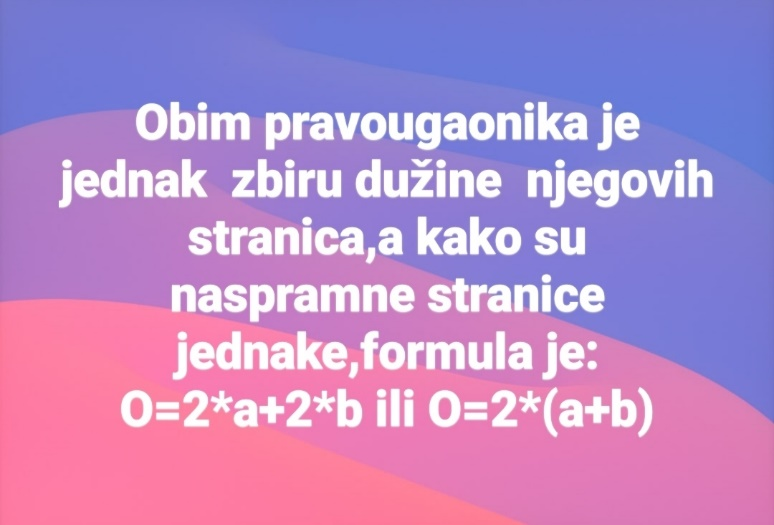 Obim pravougaonika je
jednak zbiru dužine njegovih
stranica,a kako su
naspramne stranice
jednake,formula je:
O=2*a+2*b ili O=2*(a+b)